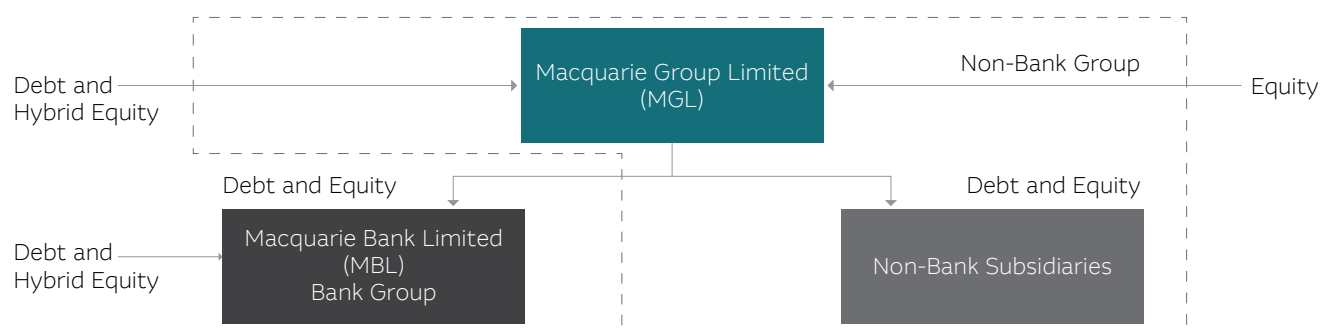 Macquarie Group Limited
(MGL)
Non-Bank Group
Debt and
Hybrid Equity
Equity
Debt and Equity
Debt and Equity
Macquarie Bank Limited
(MBL)
Bank Group
Debt and
Hybrid Equity
Non-Bank Subsidiaries